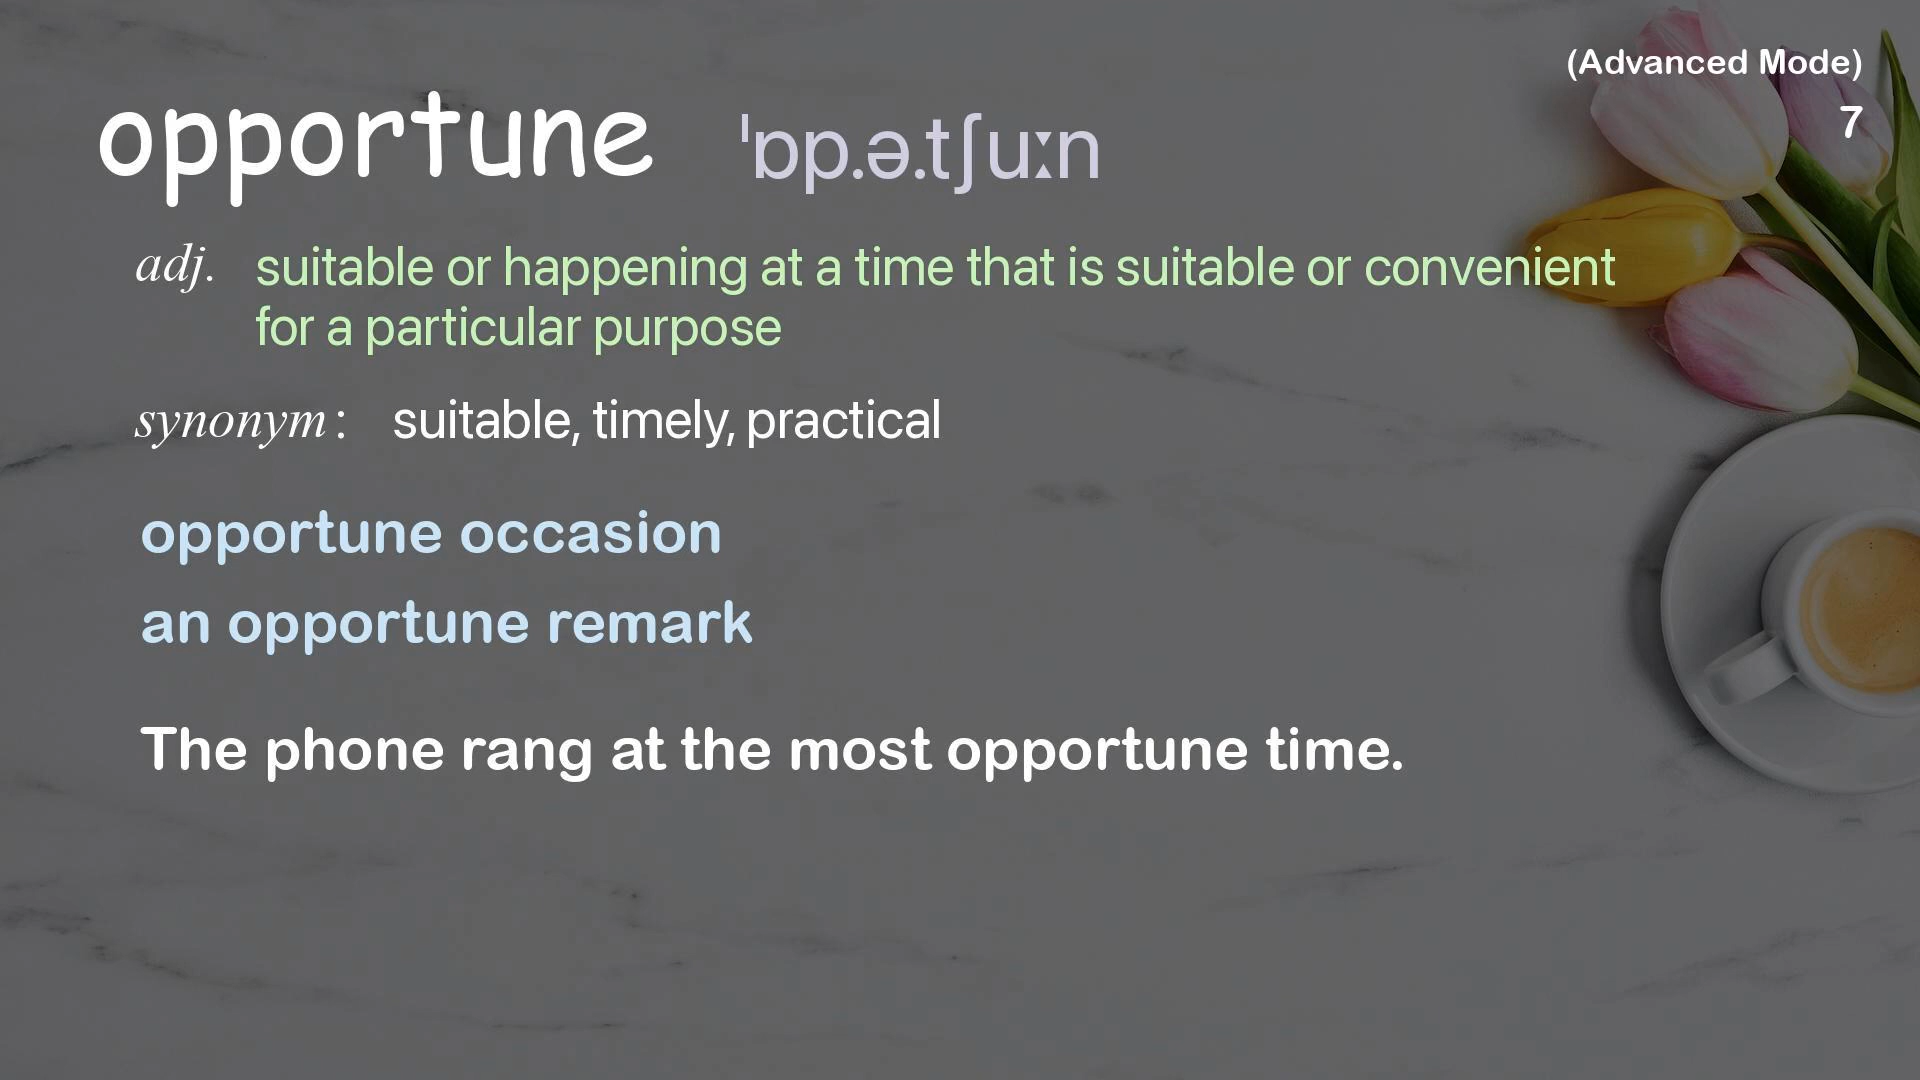 (Advanced Mode)
7
opportune ˈɒp.ə.tʃuːn
adj. suitable or happening at a time that is suitable or convenient
for a particular purpose
synonym: suitable, timely, practical
opportune occasion
an opportune remark
The phone rang at the most opportune time.